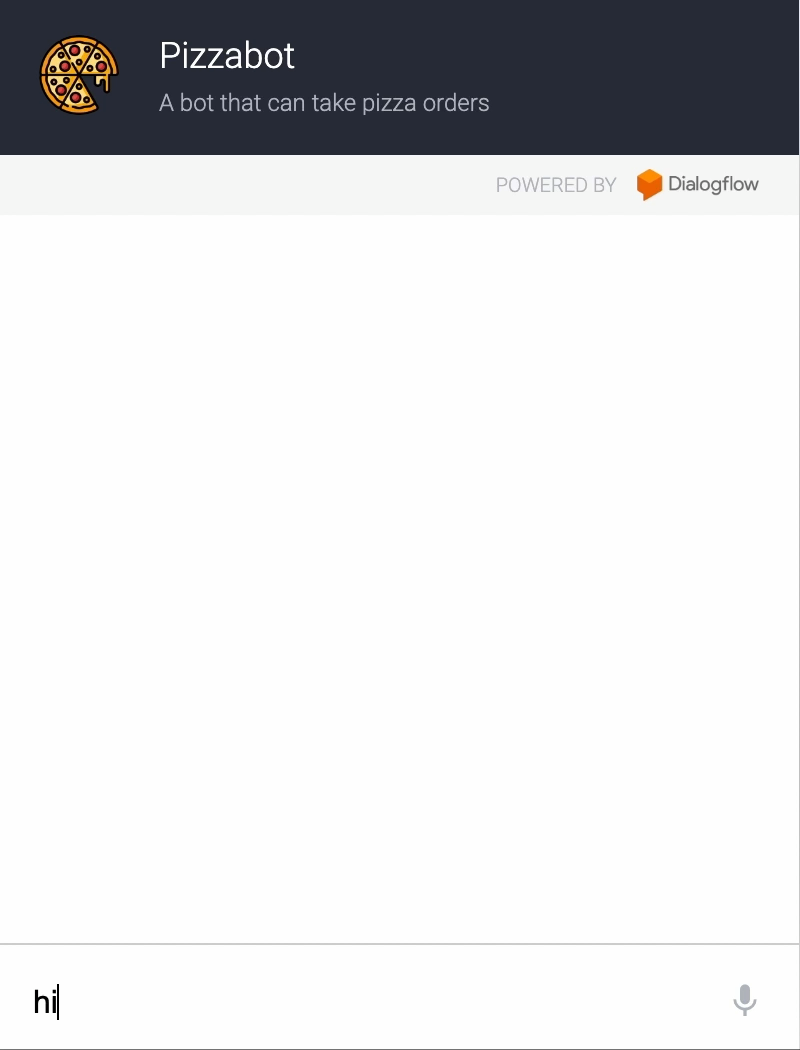 Pizzabot
A bot that can take pizza orders
POWERED BY Dialogflow
hi